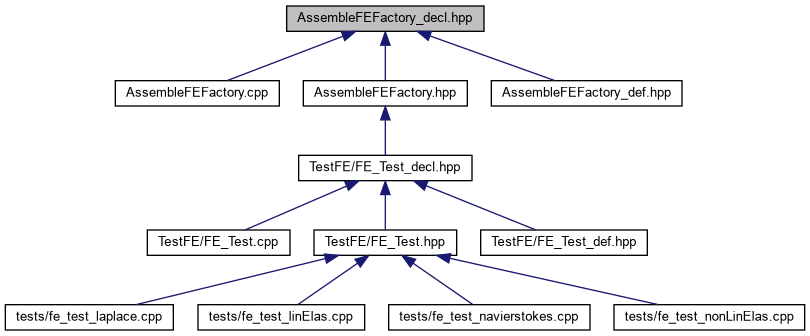 AssembleFEFactory_decl.hpp
AssembleFEFactory.cpp
AssembleFEFactory.hpp
AssembleFEFactory_def.hpp
TestFE/FE_Test_decl.hpp
TestFE/FE_Test.cpp
TestFE/FE_Test.hpp
TestFE/FE_Test_def.hpp
tests/fe_test_laplace.cpp
tests/fe_test_linElas.cpp
tests/fe_test_navierstokes.cpp
tests/fe_test_nonLinElas.cpp